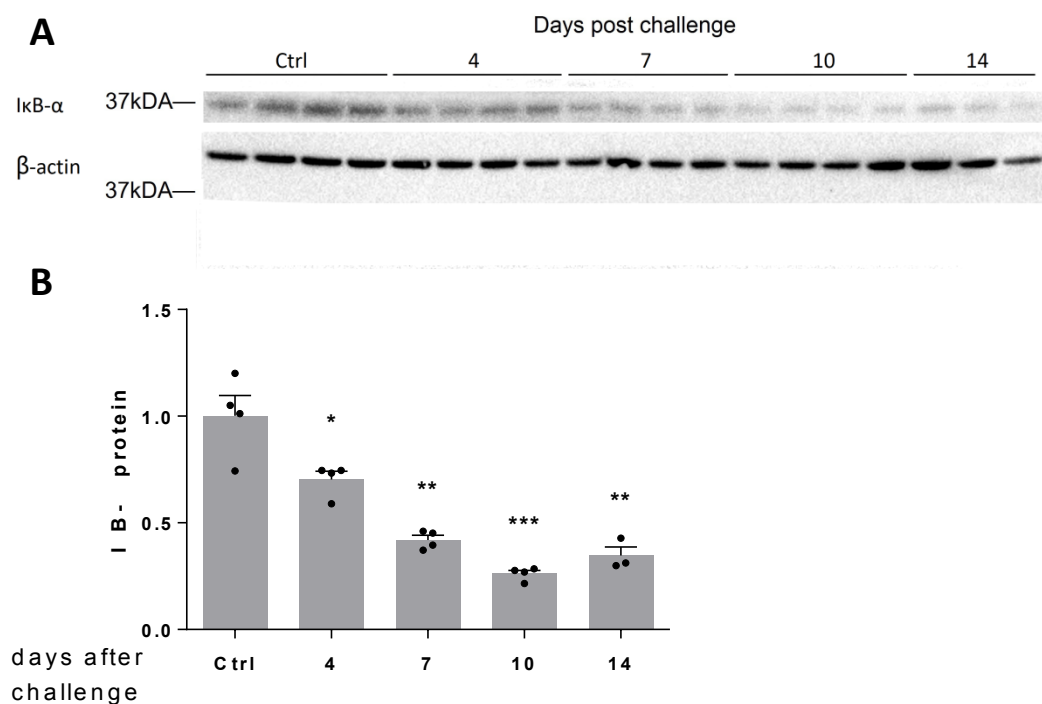 A
Days post challenge
Ctrl 4 7 10 14
IκB-α 37kDA
β-actin
37kDA
B
1.5
1.0
0.5
0.0
I B- protein
*
**
***
**
Ctrl 4 7 10 14
days after
challenge